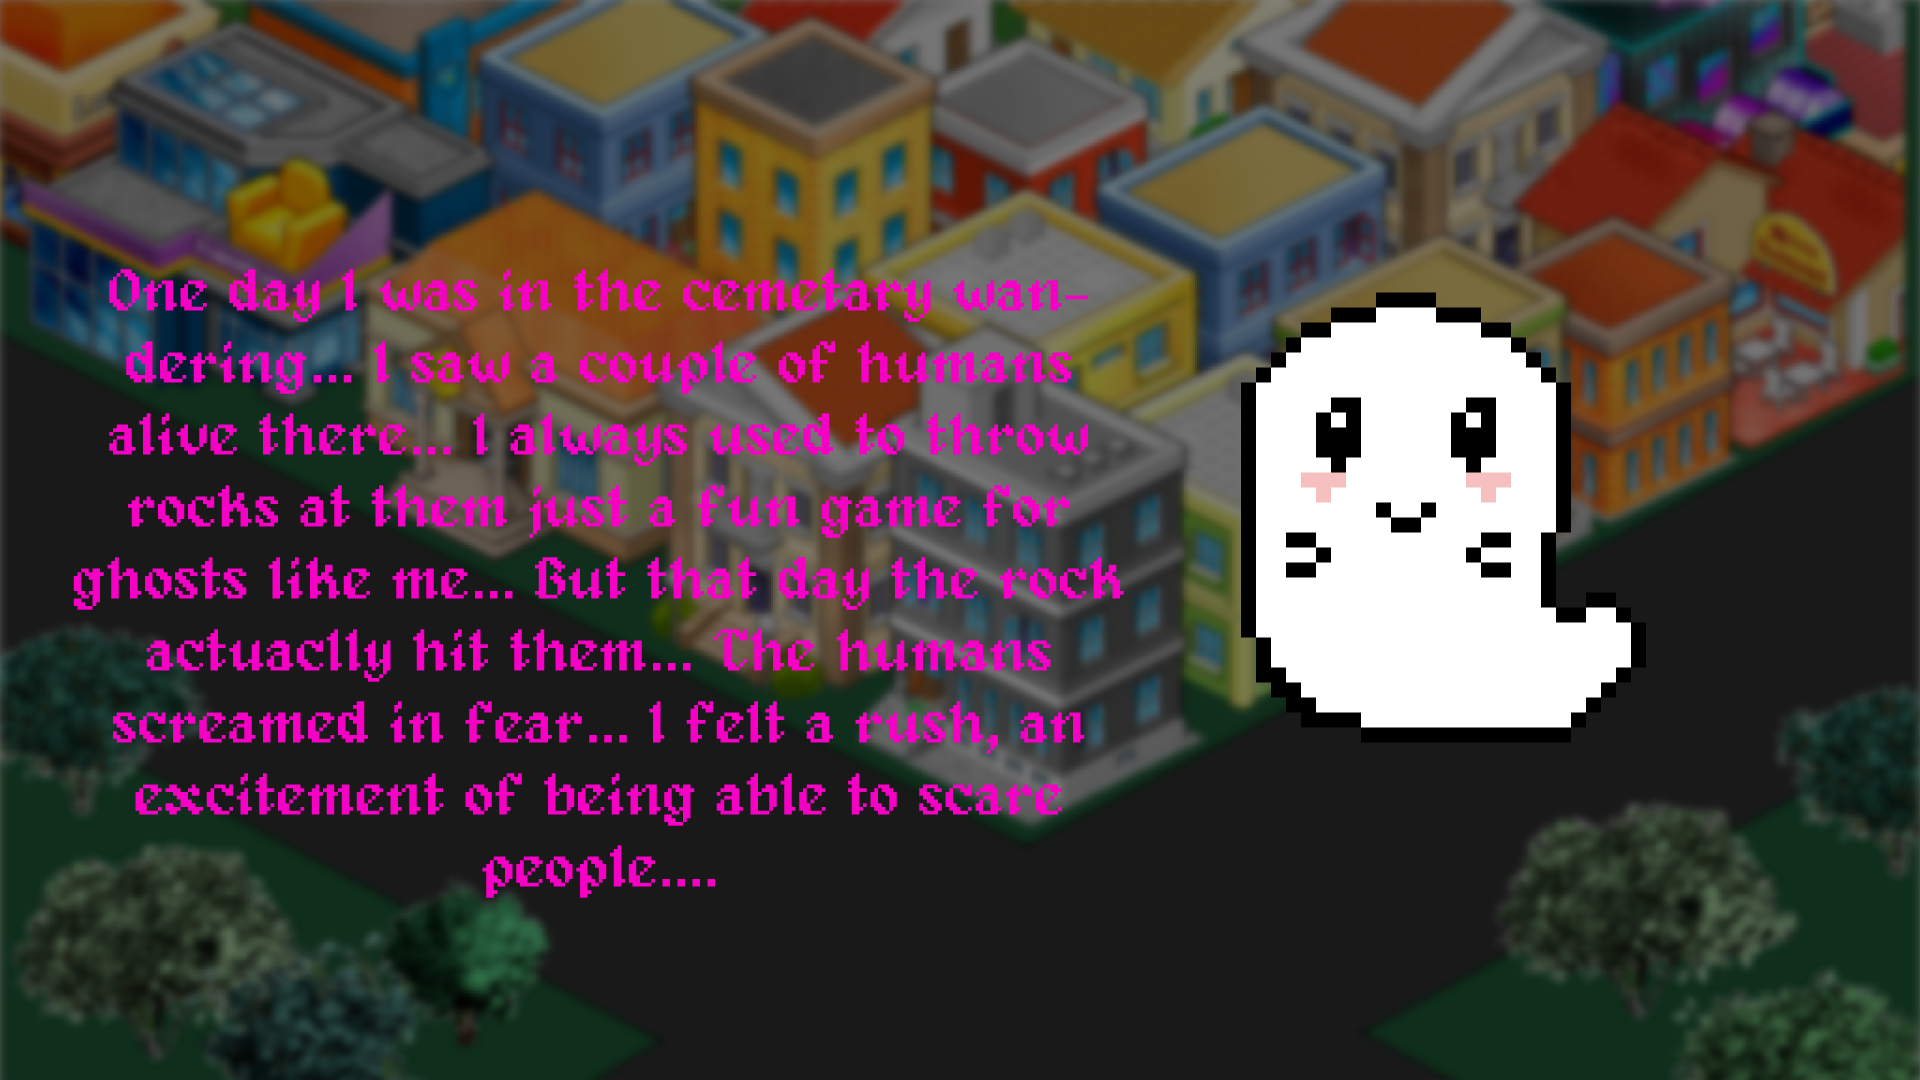 One day I was in the cemetary wan-
dering... I saw a couple of humans
alive there... I always used to throw
rocks at them just a fun game for
ghosts like me... But that day the rock
actuaclly hit them... The humans
screamed in fear... I felt a rush, an
excitement of being able to scare
people....